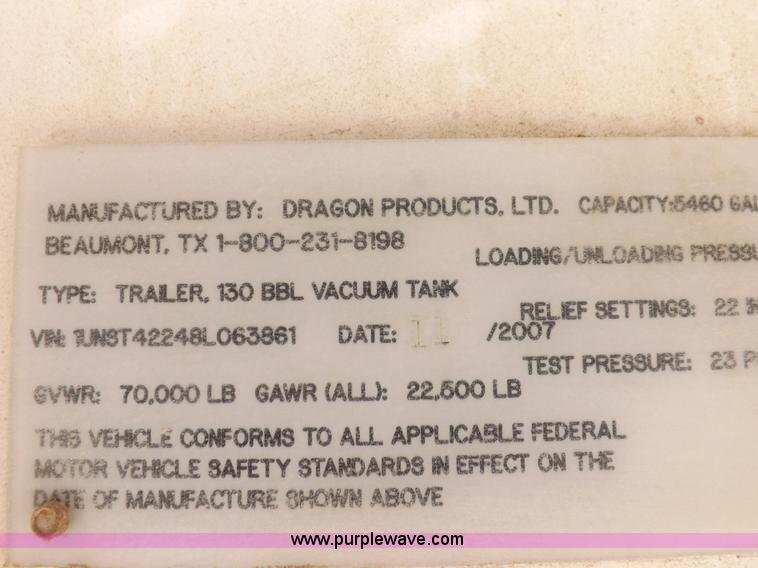 MANUFACTURED BY: DRAGON PRODUCTS, LTD. CAPACITY:5460 GAL
BEAUMONT, TX 1-800-231-8198
LOADING/UNLOADING PRESSU
TYPE: TRAILER, 130 BBL VACUUM TANK
RELIEF SETTINGS: 22 IN
VIN: 1UNST42248L063861 DATE: 11 /2007
TEST PRESSURE: 23 P
GVWR: 70,000 LB GAWR (ALL): 22,500 LB
THIS VEHICLE CONFORMS TO ALL APPLICABLE FEDERAL
MOTOR VEHICLE SAFETY STANDARDS IN EFFECT ON THE
DATE OF MANUFACTURE SHOWN ABOVE
www.purplewave.com